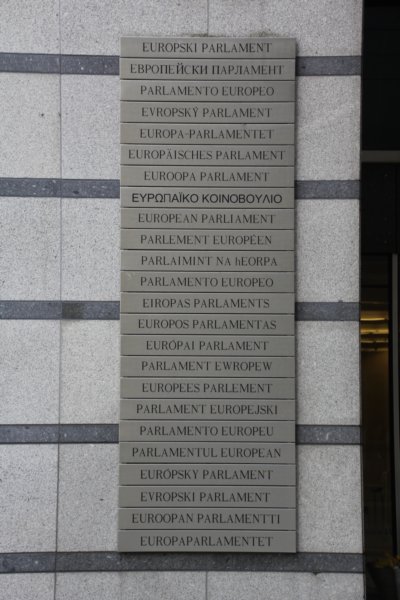 EUROPSKI PARLAMENT
ЕВРОПЕЙСКИ ПАРЛАМЕНТ
PARLAMENTO EUROPEO
EVROPSKÝ PARLAMENT
EUROPA-PARLAMENTET
EUROPÄISCHES PARLAMENT
EUROOPA PARLAMENT
ΕΥΡΩΠΑΪΚΟ ΚΟΙΝΟΒΟΥΛΙΟ
EUROPEAN PARLIAMENT
PARLEMENT EUROPÉEN
PARLAIMINT NA hEORPA
PARLAMENTO EUROPEO
EIROPAS PARLAMENTS
EUROPOS PARLAMENTAS
EURÓPAI PARLAMENT
PARLAMENT EWROPEW
EUROPEES PARLEMENT
PARLAMENT EUROPEJSKI
PARLAMENTO EUROPEU
PARLAMENTUL EUROPEAN
EURÓPSKY PARLAMENT
EVROPSKI PARLAMENT
EUROOPAN PARLAMENTTI
EUROPAPARLAMENTET